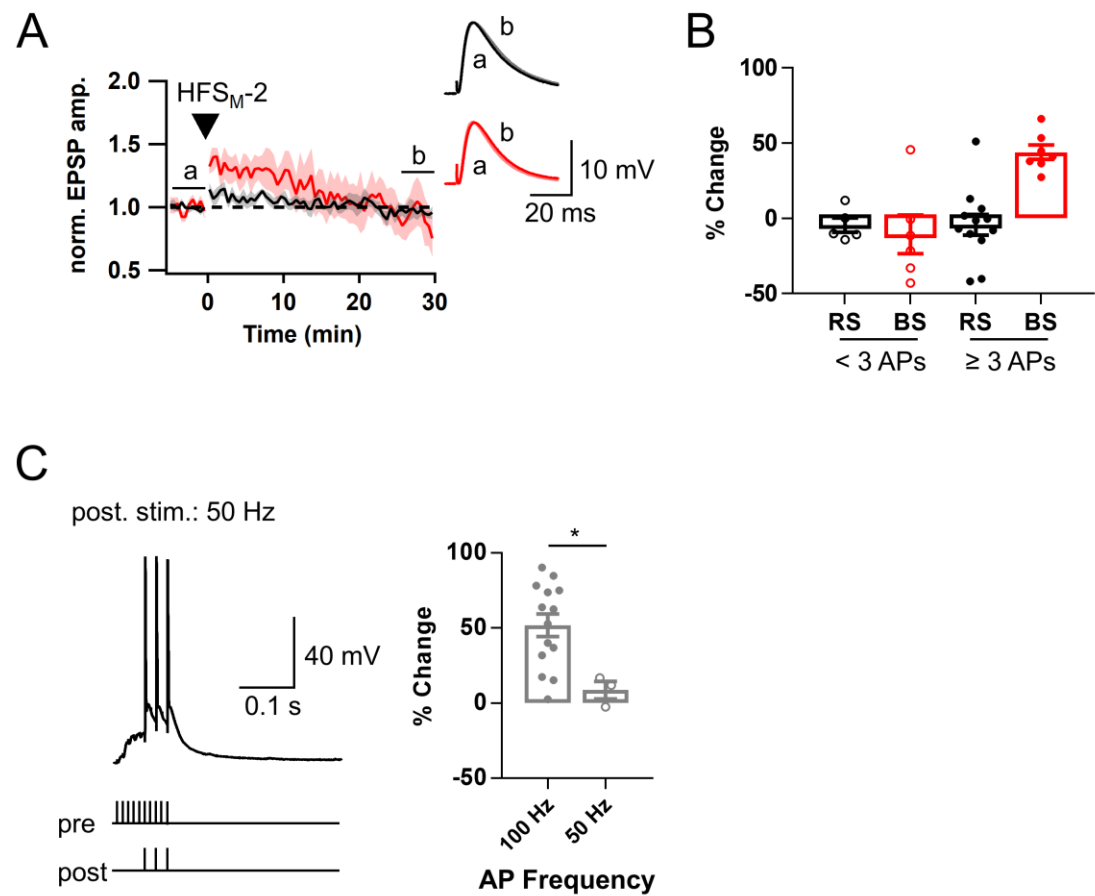 A
norm. EPSP amp.
2.0
1.5
1.0
0.5
HFSM-2
a
b
0 10 20 30
Time (min)
b
a
b
a
10 mV
20 ms
B
% Change
100
50
0
-50
RS BS RS BS
< 3 APs ≥ 3 APs
C
post. stim.: 50 Hz
40 mV
0.1 s
pre
post
% Change
100
50
0
-50
*
100 Hz
50 Hz
AP Frequency